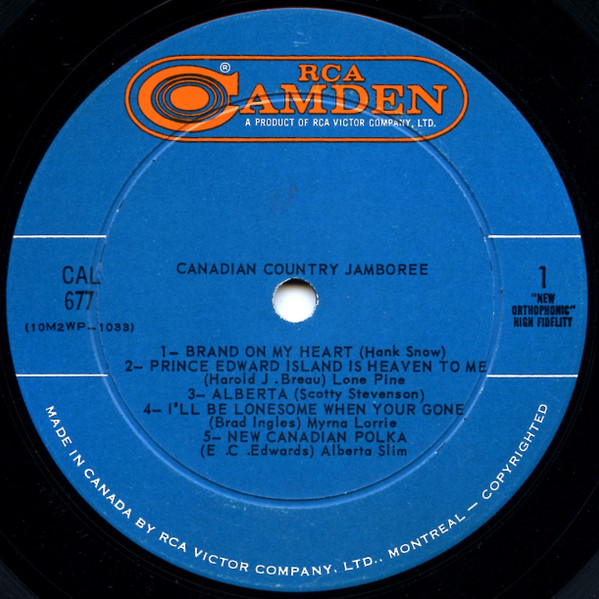 ®
RCA
CAMDEN
A PRODUCT OF RCA VICTOR COMPANY, LTD.
CANADIAN COUNTRY JAMBOREE
CAL
677
(10M2WP-1033)
1
"NEW
ORTHOPHONIC"
HIGH FIDELITY
1- BRAND ON MY HEART (Hank Snow)
2- PRINCE EDWARD ISLAND IS HEAVEN TO ME
(Harold J .Breau) Lone Pine
3- ALBERTA (Scotty Stevenson)
4- I'LL BE LONESOME WHEN YOUR GONE
(Brad Ingles) Myrna Lorrie
5- NEW CANADIAN POLKA
(E .C .Edwards) Alberta Slim
MADE IN CANADA BY RCA VICTOR COMPANY, LTD., MONTREAL — COPYRIGHTED